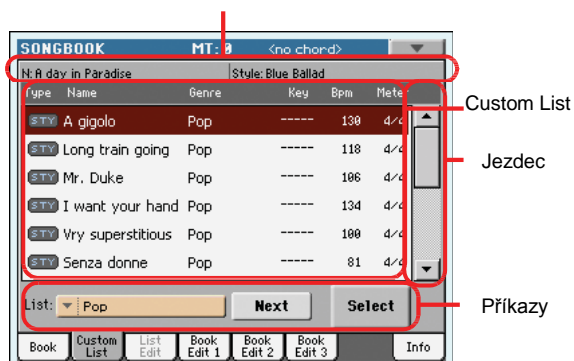 SONGBOOK MT: 0 <no chord>
N: A day in Paradise Style: Blue Ballad
Type Name Genre Key Bpm Meter
STY A gigolo Pop ----- 130 4/4
STY Long train going Pop ----- 118 4/4
STY Mr. Duke Pop ----- 106 4/4
STY I want your hand Pop ----- 134 4/4
STY Vry superstitious Pop ----- 100 4/4
STY Senza donne Pop ----- 81 4/4
List: Pop Next Select
Book Custom List List Edit Book Edit 1 Book Edit 2 Book Edit 3 Info
Custom List
Jezdec
Příkazy